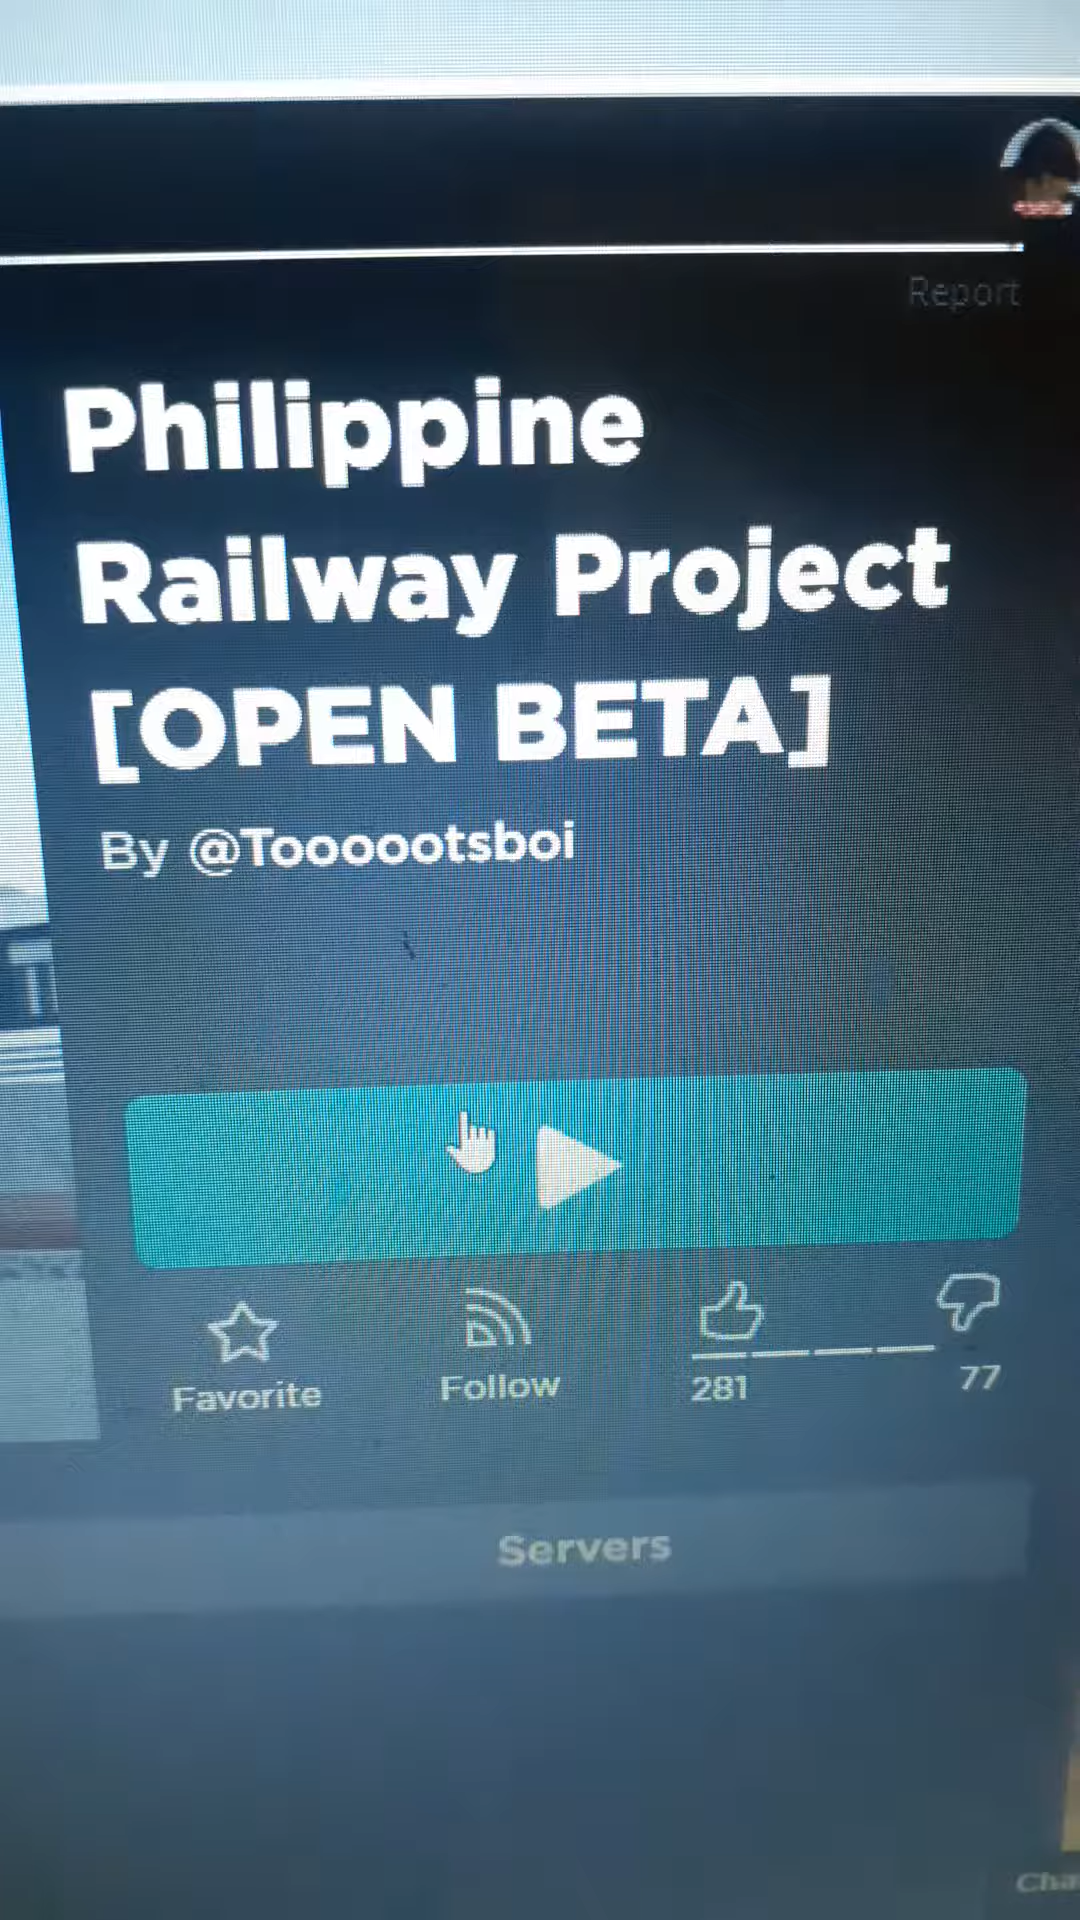 Report
Philippine
Railway Project
[OPEN BETA]
By @Toooootsboi
Favorite
Follow
281
77
Servers